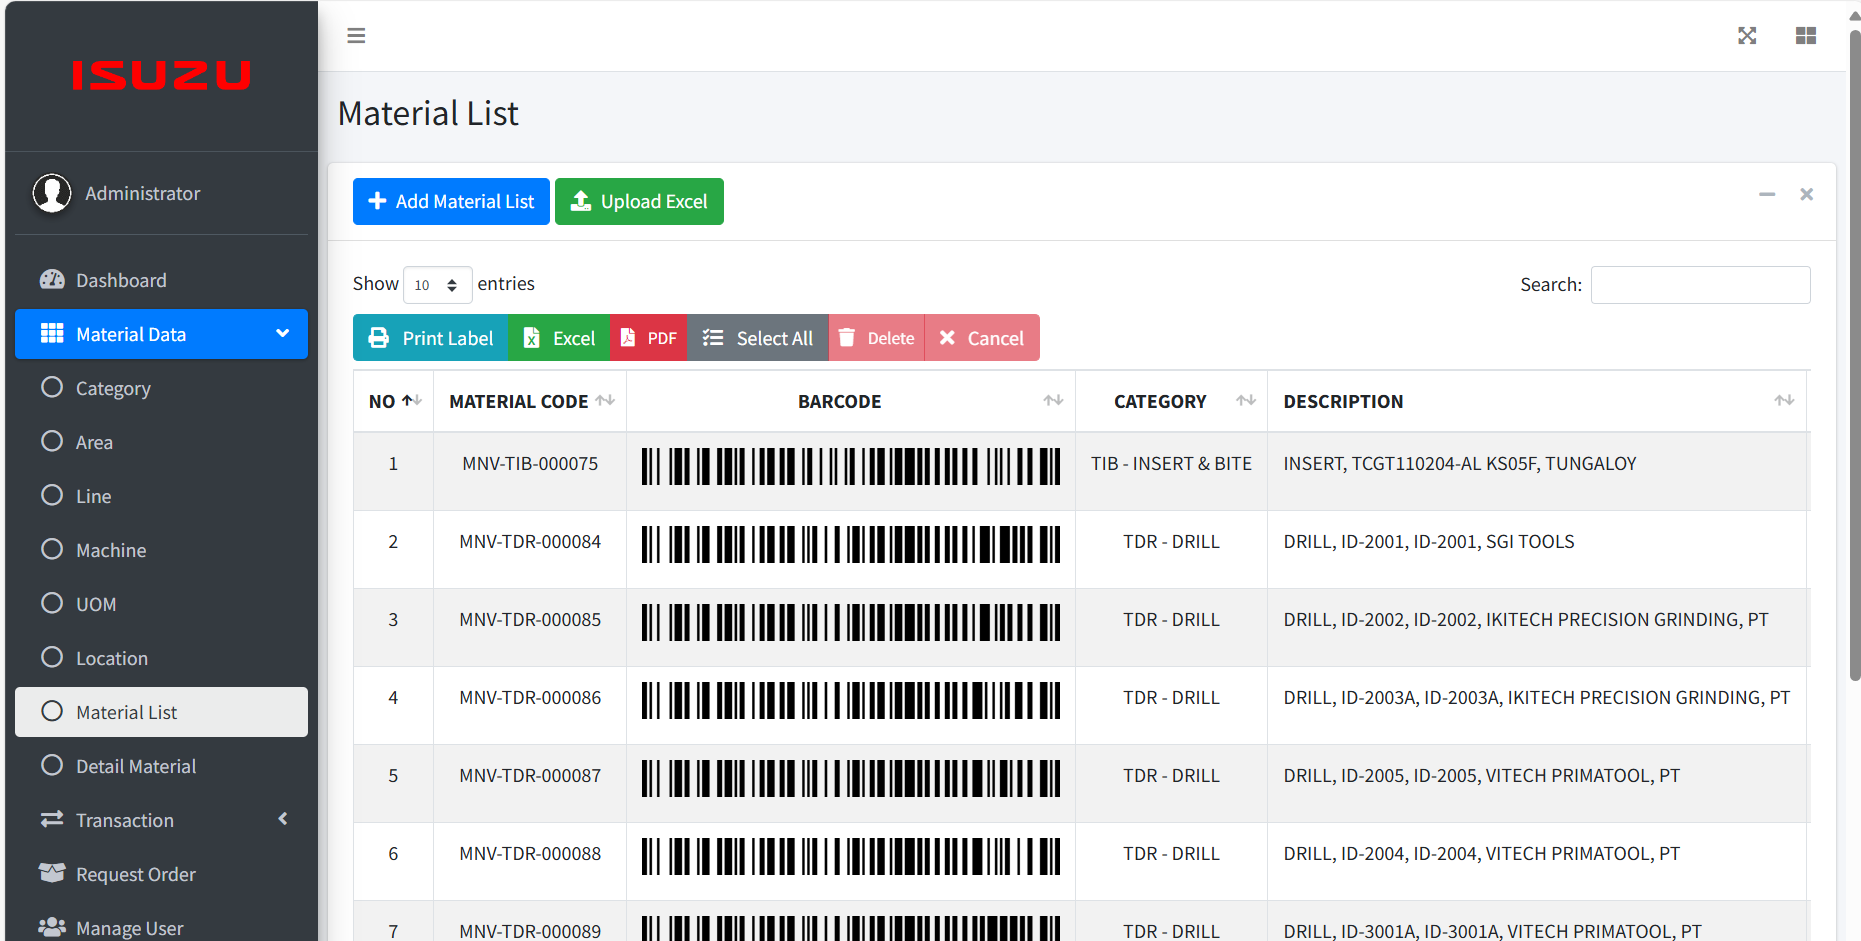 ISUZU
Administrator
Dashboard
Material Data
Category
Area
Line
Machine
UOM
Location
Material List
Detail Material
Transaction
Request Order
Manage User
Material List
Add Material List Upload Excel
Show 10 entries
Search:
Print Label Excel PDF Select All Delete Cancel
NO MATERIAL CODE BARCODE CATEGORY DESCRIPTION
1 MNV-TIB-000075 TIB - INSERT & BITE INSERT, TCGT110204-AL KS05F, TUNGALOY
2 MNV-TDR-000084 TDR - DRILL DRILL, ID-2001, ID-2001, SGI TOOLS
3 MNV-TDR-000085 TDR - DRILL DRILL, ID-2002, ID-2002, IKITECH PRECISION GRINDING, PT
4 MNV-TDR-000086 TDR - DRILL DRILL, ID-2003A, ID-2003A, IKITECH PRECISION GRINDING, PT
5 MNV-TDR-000087 TDR - DRILL DRILL, ID-2005, ID-2005, VITECH PRIMATOOL, PT
6 MNV-TDR-000088 TDR - DRILL DRILL, ID-2004, ID-2004, VITECH PRIMATOOL, PT
7 MNV-TDR-000089 TDR - DRILL DRILL, ID-3001A, ID-3001A, VITECH PRIMATOOL, PT